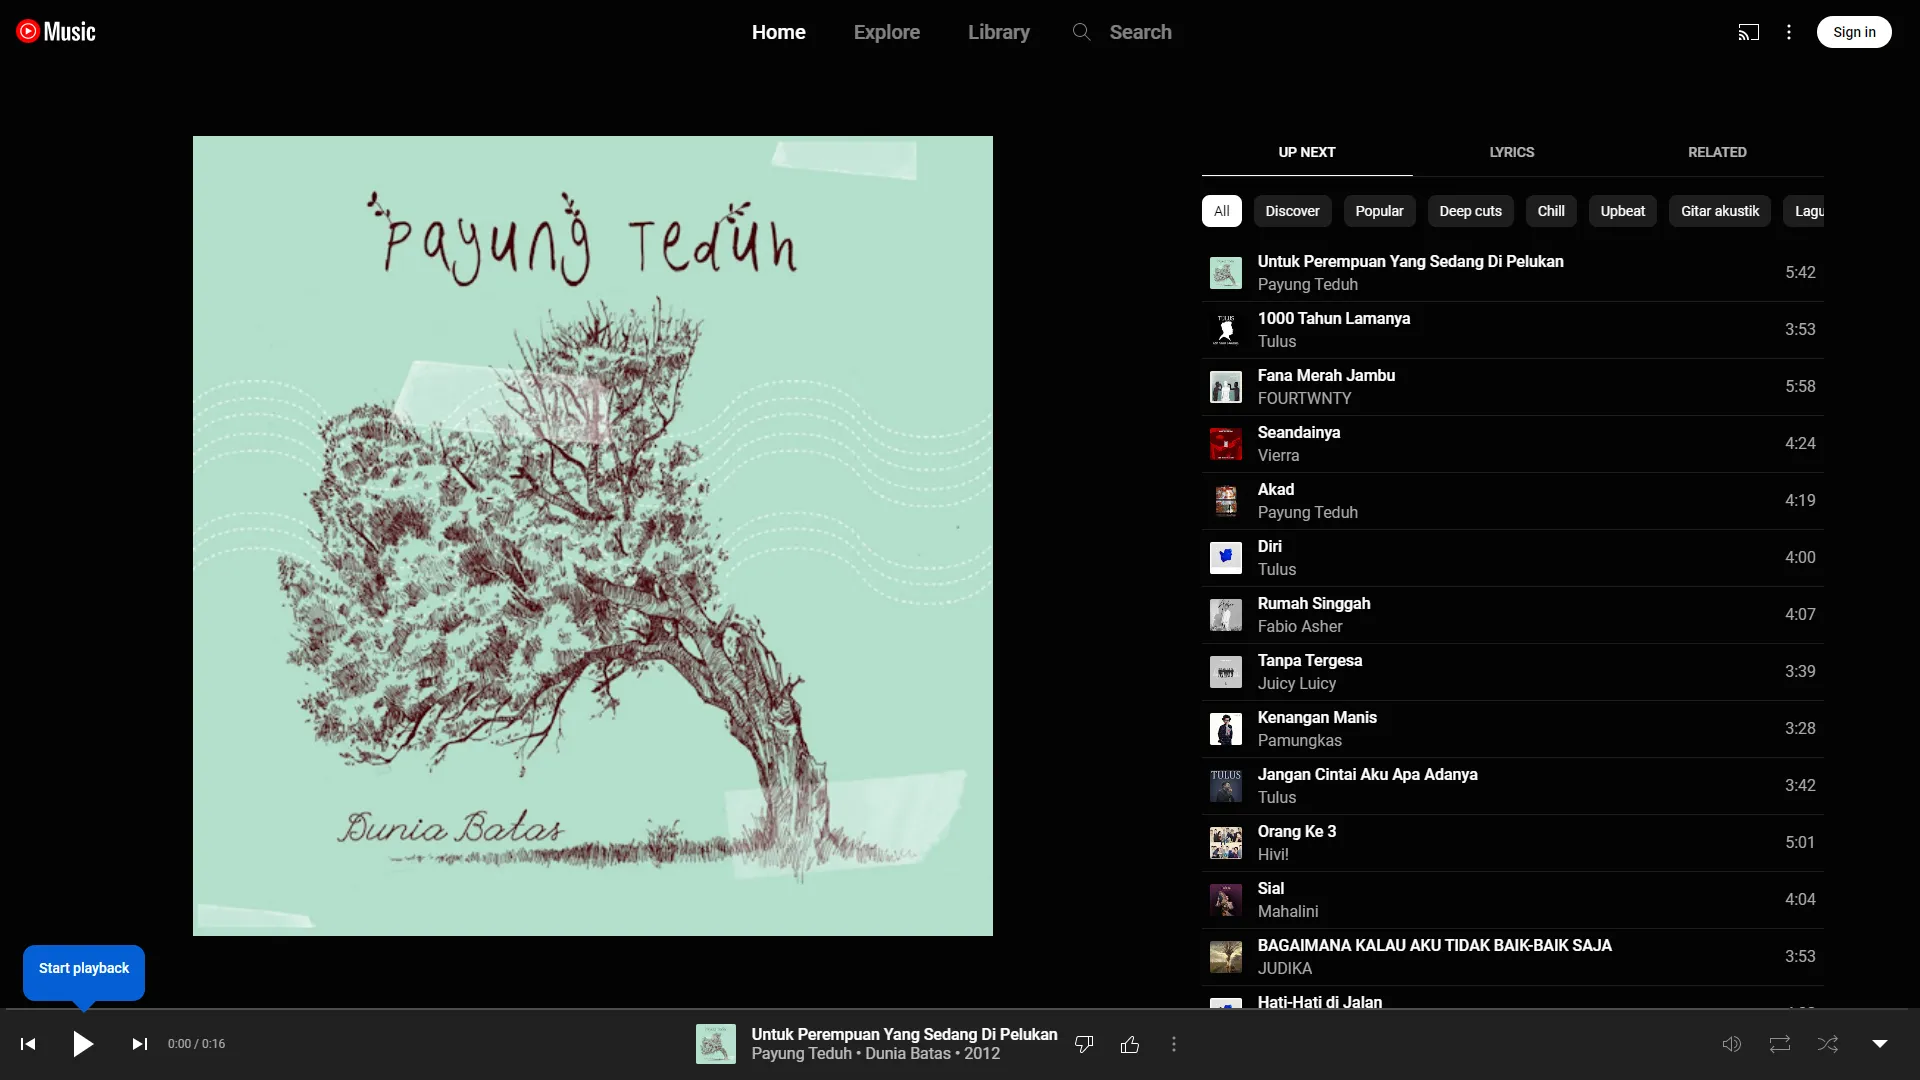 Music
Home
Explore
Library
Search
Sign in
Payung Teduh
Dunia Batas
UP NEXT
LYRICS
RELATED
All
Discover
Popular
Deep cuts
Chill
Upbeat
Gitar akustik
Lagu
Untuk Perempuan Yang Sedang Di Pelukan
Payung Teduh
5:42
1000 Tahun Lamanya
Tulus
3:53
Fana Merah Jambu
FOURTWNTY
5:58
Seandainya
Vierra
4:24
Akad
Payung Teduh
4:19
Diri
Tulus
4:00
Rumah Singgah
Fabio Asher
4:07
Tanpa Tergesa
Juicy Luicy
3:39
Kenangan Manis
Pamungkas
3:28
TULUS
Jangan Cintai Aku Apa Adanya
Tulus
3:42
Orang Ke 3
Hivi!
5:01
Sial
Mahalini
4:04
BAGAIMANA KALAU AKU TIDAK BAIK-BAIK SAJA
JUDIKA
3:53
Hati-Hati di Jalan
Start playback
0:00 / 0:16
Untuk Perempuan Yang Sedang Di Pelukan
Payung Teduh • Dunia Batas • 2012